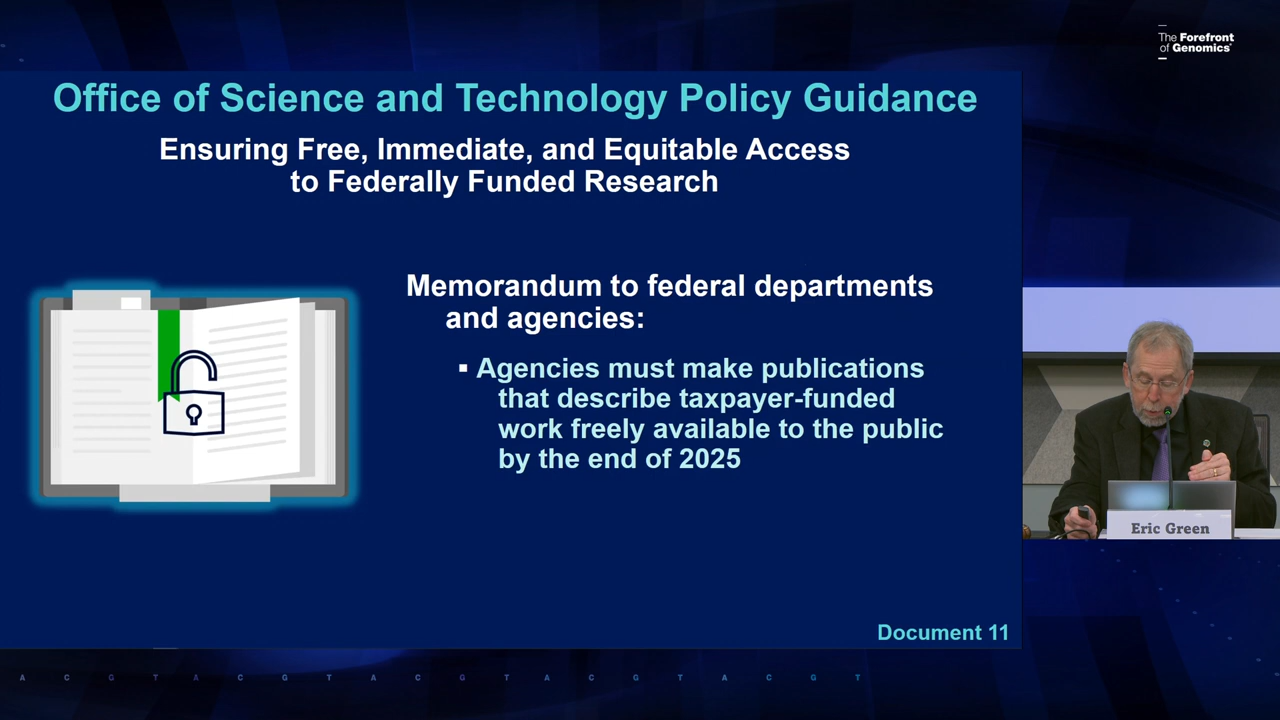 The Forefront
of Genomics®
Office of Science and Technology Policy Guidance
Ensuring Free, Immediate, and Equitable Access
to Federally Funded Research
Memorandum to federal departments
and agencies:
▪ Agencies must make publications
that describe taxpayer-funded
work freely available to the public
by the end of 2025
Eric Green
Document 11
A C G T A C G T A C G T A C G T A C G T